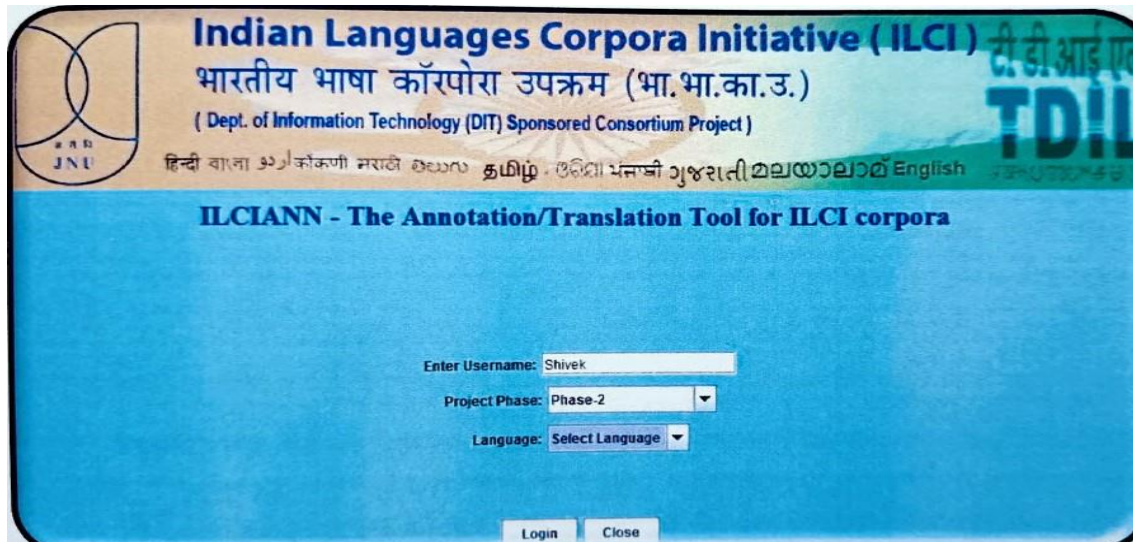 Indian Languages Corpora Initiative ( ILCI )
भारतीय भाषा कॉरपोरा उपक्रम (भा.भा.का.उ.)
( Dept. of Information Technology (DIT) Sponsored Consortium Project )
JNU
टी डी आई
TDIL
हिन्दी বাংলা اردو कोंकणी मराठी తెలుగు தமிழ் ଓଡ଼ିଆ ਪੰਜਾਬੀ ગુજરાતી മലയാലാമ് English
ILCIANN - The Annotation/Translation Tool for ILCI corpora
Enter Username: Shivek
Project Phase: Phase-2
Language: Select Language
Login Close